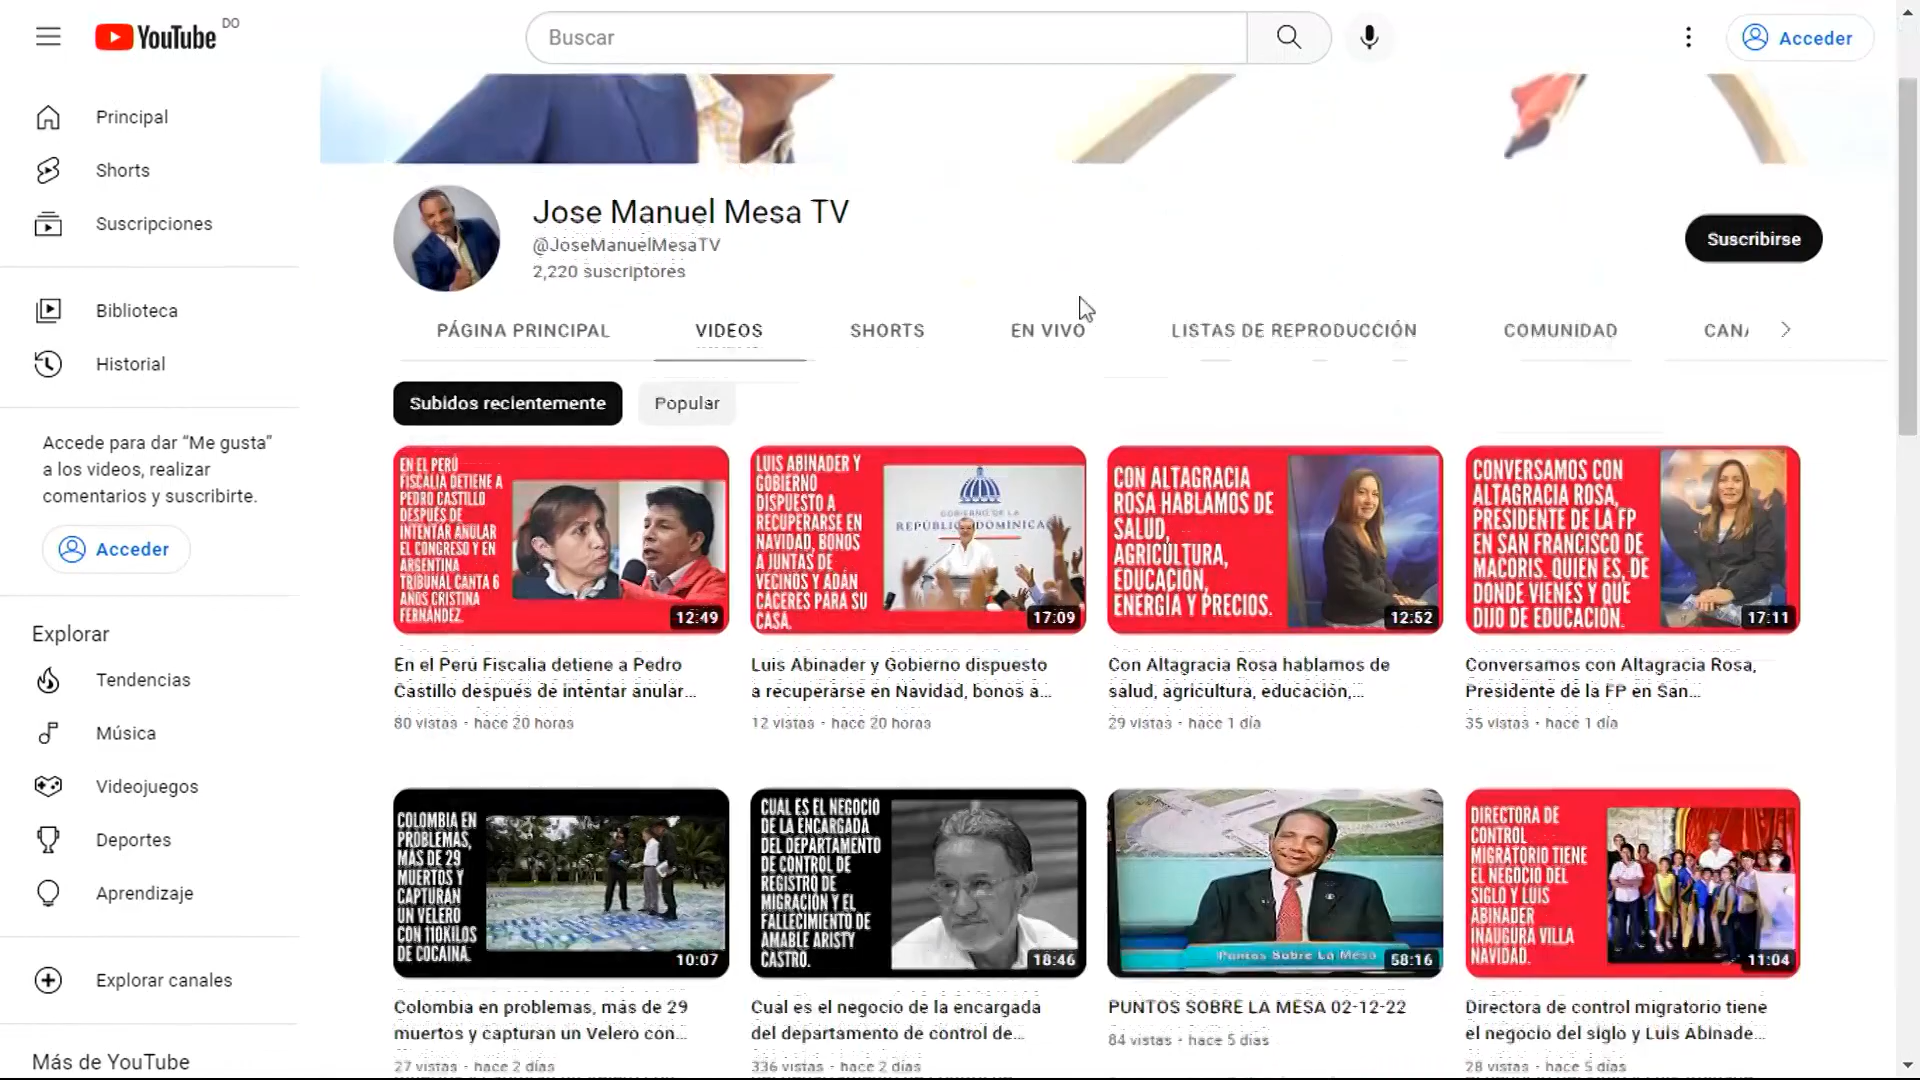 YouTube DO
Buscar
Acceder
Principal
Shorts
Suscripciones
Biblioteca
Historial
Accede para dar “Me gusta”
a los videos, realizar
comentarios y suscribirte.
Acceder
Explorar
Tendencias
Música
Videojuegos
Deportes
Aprendizaje
Explorar canales
Más de YouTube
Jose Manuel Mesa TV
@JoseManuelMesaTV
2,220 suscriptores
Suscribirse
PÁGINA PRINCIPAL
VIDEOS
SHORTS
EN VIVO
LISTAS DE REPRODUCCIÓN
COMUNIDAD
Subidos recientemente
Popular
EN EL PERÚ
FISCALIA DETIENE A
PEDRO CASTILLO
DESPUÉS DE
INTENTAR ANULAR
EL CONGRESO Y EN
ARGENTINA
TRIBUNAL CANTA 6
AÑOS CRISTINA
FERNÁNDEZ.
12:49
En el Perú Fiscalia detiene a Pedro
Castillo después de intentar anular...
80 vistas · hace 20 horas
LUIS ABINADER Y
GOBIERNO
DISPUESTO A
RECUPERARSE EN
NAVIDAD, BONOS
A JUNTAS DE
VECINOS Y ADÁN
CÁCERES PARA SU
CASA.
GOBIERNO DE LA
REPÚBLICA DOMINICANA
17:09
Luis Abinader y Gobierno dispuesto
a recuperarse en Navidad, bonos a...
12 vistas · hace 20 horas
CON ALTAGRACIA
ROSA HABLAMOS DE
SALUD,
AGRICULTURA,
EDUCACIÓN,
ENERGÍA Y PRECIOS.
12:52
Con Altagracia Rosa hablamos de
salud, agricultura, educación,...
29 vistas · hace 1 día
CONVERSAMOS CON
ALTAGRACIA ROSA,
PRESIDENTE DE LA FP
EN SAN FRANCISCO DE
MACORIS. QUIEN ES, DE
DONDE VIENES Y QUE
DIJO DE EDUCACIÓN.
17:11
Conversamos con Altagracia Rosa,
Presidente de la FP en San...
35 vistas · hace 1 día
COLOMBIA EN
PROBLEMAS,
MÁS DE 29
MUERTOS Y
CAPTURAN
UN VELERO
CON 110KILOS
DE COCAINA.
10:07
Colombia en problemas, más de 29
muertos y capturan un Velero con...
27 vistas · hace 2 días
CUAL ES EL NEGOCIO
DE LA ENCARGADA
DEL DEPARTAMENTO
DE CONTROL DE
REGISTRO DE
MIGRACIÓN Y EL
FALLECIMIENTO DE
AMABLE ARISTY
CASTRO.
18:46
Cual es el negocio de la encargada
del departamento de control de...
336 vistas · hace 2 días
Puntos Sobre La Mesa
58:16
PUNTOS SOBRE LA MESA 02-12-22
84 vistas · hace 5 días
DIRECTORA DE
CONTROL
MIGRATORIO TIENE
EL NEGOCIO DEL
SIGLO Y LUIS
ABINADER
INAGURA VILLA
NAVIDAD.
11:04
Directora de control migratorio tiene
el negocio del siglo y Luis Abinade...
28 vistas · hace 5 días